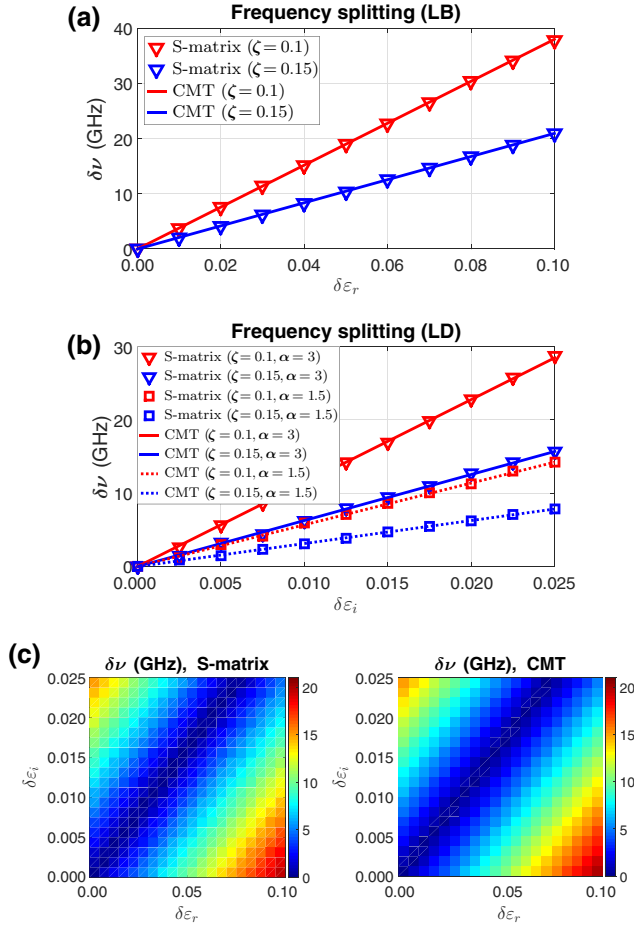 (a)
Frequency splitting (LB)
S-matrix (ζ = 0.1)
S-matrix (ζ = 0.15)
CMT (ζ = 0.1)
CMT (ζ = 0.15)
δν (GHz)
40
30
20
10
0
0.00 0.02 0.04 0.06 0.08 0.10
δεr
(b)
Frequency splitting (LD)
S-matrix (ζ = 0.1, α = 3)
S-matrix (ζ = 0.15, α = 3)
S-matrix (ζ = 0.1, α = 1.5)
S-matrix (ζ = 0.15, α = 1.5)
CMT (ζ = 0.1, α = 3)
CMT (ζ = 0.15, α = 3)
CMT (ζ = 0.1, α = 1.5)
CMT (ζ = 0.15, α = 1.5)
δν (GHz)
30
20
10
0
0.000 0.005 0.010 0.015 0.020 0.025
δεi
(c)
δν (GHz), S-matrix
δεi
0.025
0.020
0.015
0.010
0.005
0.000
0.00 0.05 0.10
δεr
20
15
10
5
0
δν (GHz), CMT
δεi
0.025
0.020
0.015
0.010
0.005
0.000
0.00 0.05 0.10
δεr
20
15
10
5
0